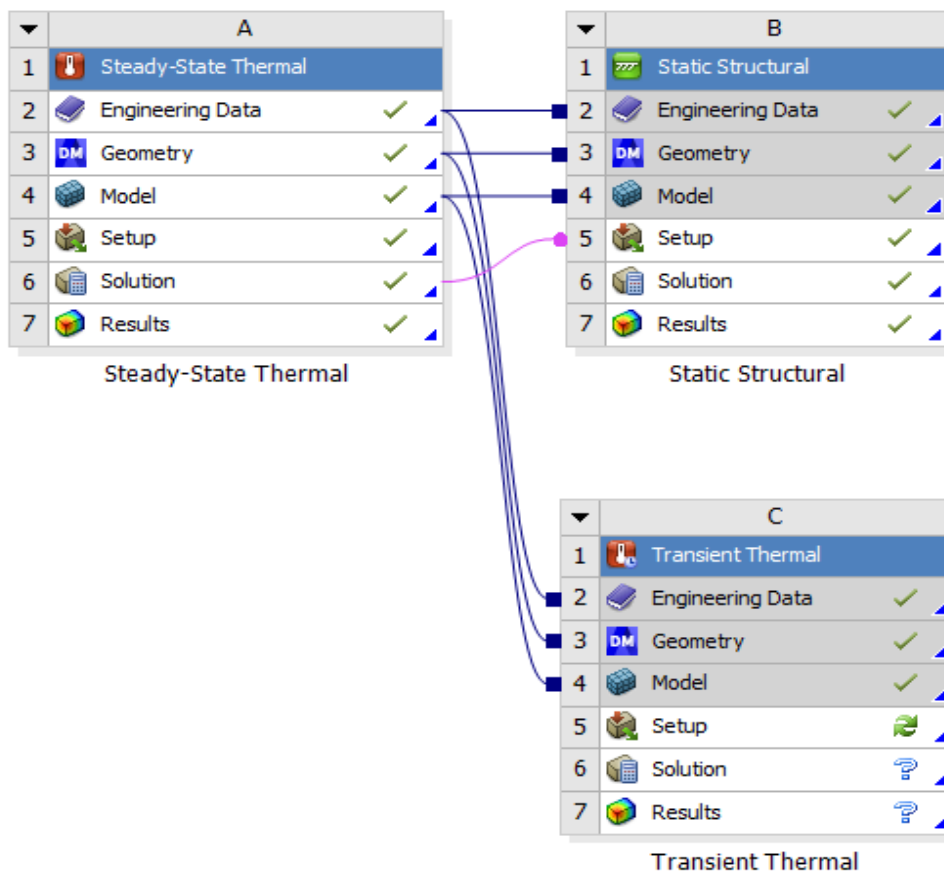 A
1 Steady-State Thermal
2 Engineering Data
3 DM Geometry
4 Model
5 Setup
6 Solution
7 Results
Steady-State Thermal
B
1 Static Structural
2 Engineering Data
3 DM Geometry
4 Model
5 Setup
6 Solution
7 Results
Static Structural
C
1 Transient Thermal
2 Engineering Data
3 DM Geometry
4 Model
5 Setup
6 Solution ?
7 Results ?
Transient Thermal